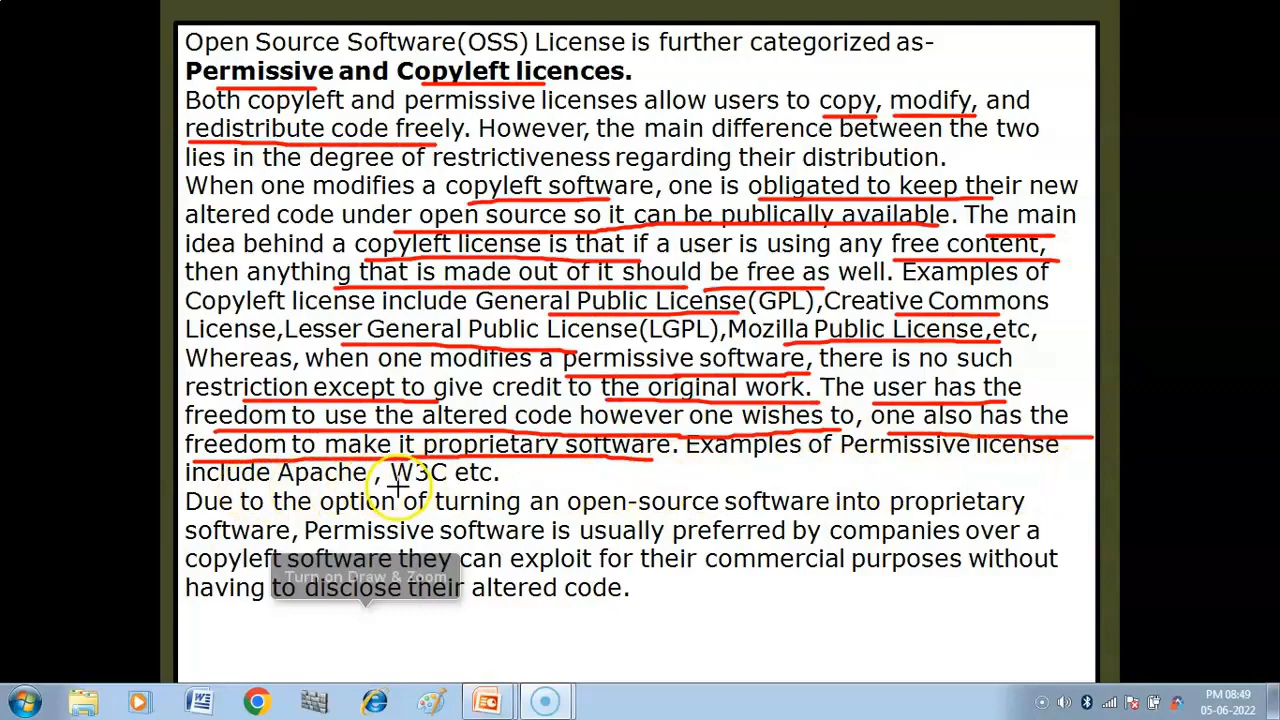 Open Source Software(OSS) License is further categorized as-
Permissive and Copyleft licences.
Both copyleft and permissive licenses allow users to copy, modify, and
redistribute code freely. However, the main difference between the two
lies in the degree of restrictiveness regarding their distribution.
When one modifies a copyleft software, one is obligated to keep their new
altered code under open source so it can be publically available. The main
idea behind a copyleft license is that if a user is using any free content,
then anything that is made out of it should be free as well. Examples of
Copyleft license include General Public License(GPL),Creative Commons
License,Lesser General Public License(LGPL),Mozilla Public License,etc,
Whereas, when one modifies a permissive software, there is no such
restriction except to give credit to the original work. The user has the
freedom to use the altered code however one wishes to, one also has the
freedom to make it proprietary software. Examples of Permissive license
include Apache , W3C etc.
Due to the option of turning an open-source software into proprietary
software, Permissive software is usually preferred by companies over a
copyleft software they can exploit for their commercial purposes without
Turn on Draw & Zoom
having to disclose their altered code.
PM 08:49
05-06-2022